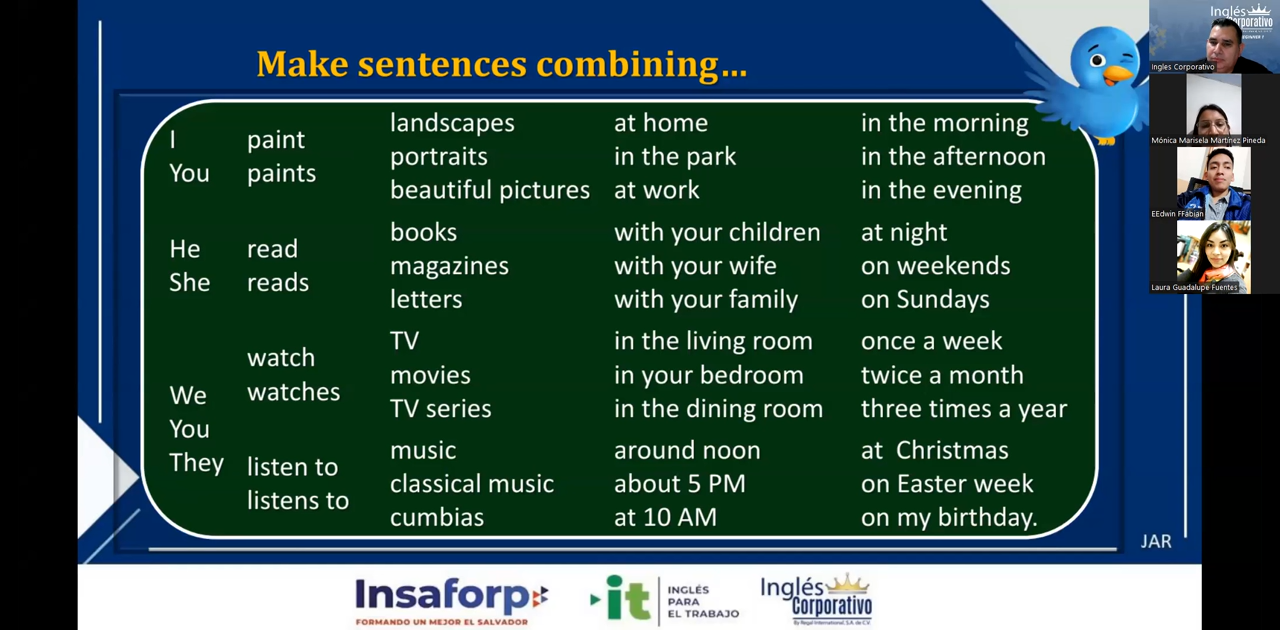 Make sentences combining...
I
You
paint
paints
landscapes
portraits
beautiful pictures
at home
in the park
at work
in the morning
in the afternoon
in the evening
He
She
read
reads
books
magazines
letters
with your children
with your wife
with your family
at night
on weekends
on Sundays
We
You
They
watch
watches
TV
movies
TV series
in the living room
in your bedroom
in the dining room
once a week
twice a month
three times a year
listen to
listens to
music
classical music
cumbias
around noon
about 5 PM
at 10 AM
at Christmas
on Easter week
on my birthday.
JAR
Insaforp
FORMANDO UN MEJOR EL SALVADOR
it
INGLÉS
PARA
EL TRABAJO
Inglés
Corporativo
By Regal International S.A. de C.V.
Inglés
Corporativo
Ingles Corporativo
Mónica Marisela Martínez Pineda
EEdwin FFabian
Laura Guadalupe Fuentes